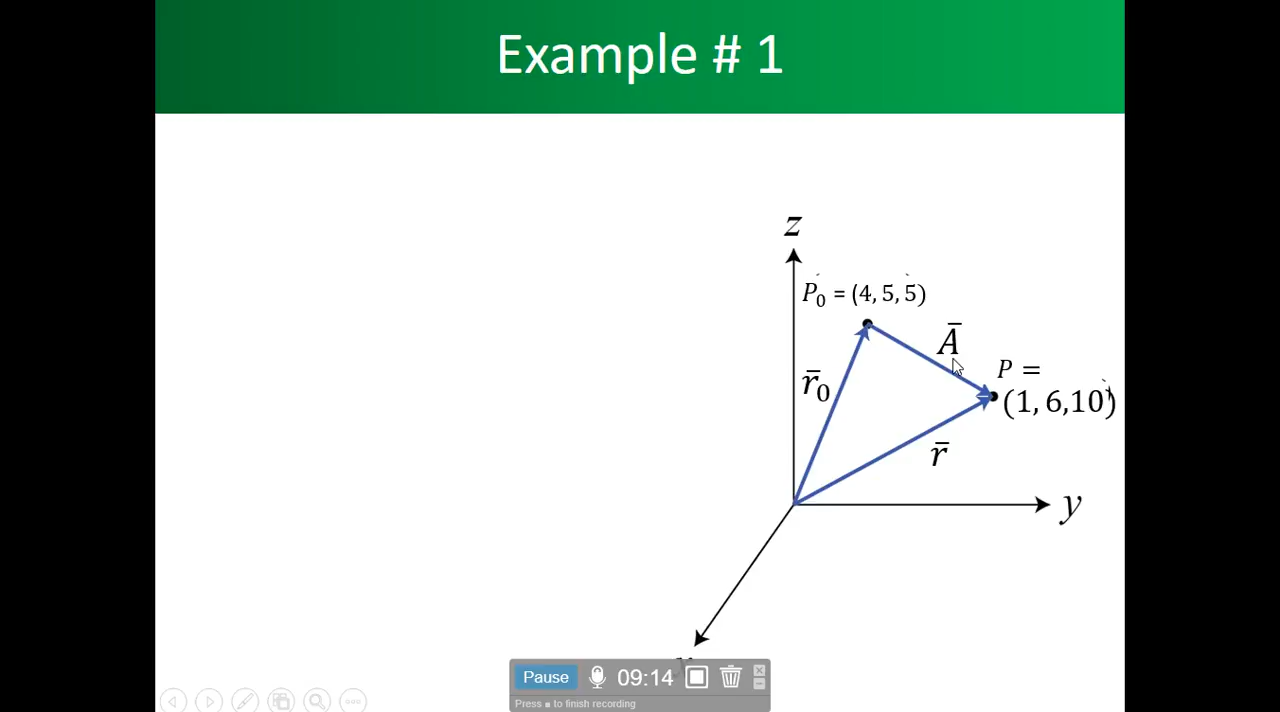 Example # 1
z
P₀ = (4, 5, 5)
A̅
P =
(1, 6,10)
r̅₀
r̅
y
Pause 09:14
Press ■ to finish recording